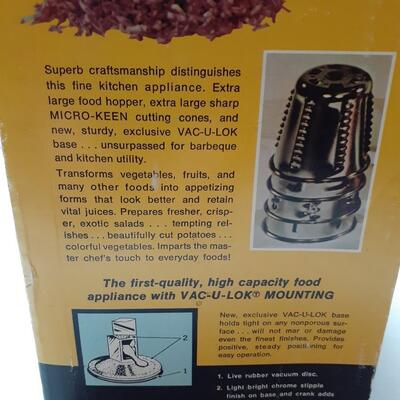 Superb craftsmanship distinguishes
this fine kitchen appliance. Extra
large food hopper, extra large sharp
MICRO-KEEN cutting cones, and
new, sturdy, exclusive VAC-U-LOK
base . . . unsurpassed for barbeque
and kitchen utility.
Transforms vegetables, fruits, and
many other foods into appetizing
forms that look better and retain
vital juices. Prepares fresher, crisp-
er, exotic salads . . . tempting rel-
ishes . . . beautifully cut potatoes . . .
colorful vegetables. Imparts the mas-
ter chef's touch to everyday foods!
The first-quality, high capacity food
appliance with VAC-U-LOK® MOUNTING
New, exclusive VAC-U-LOK base
holds tight on any nonporous sur-
face . . . will not mar or damage
even the finest finishes. Provides
positive, steady positioning for
easy operation.
2
1
1. Live rubber vacuum disc.
2. Light bright chrome stipple
finish on base and crank adds